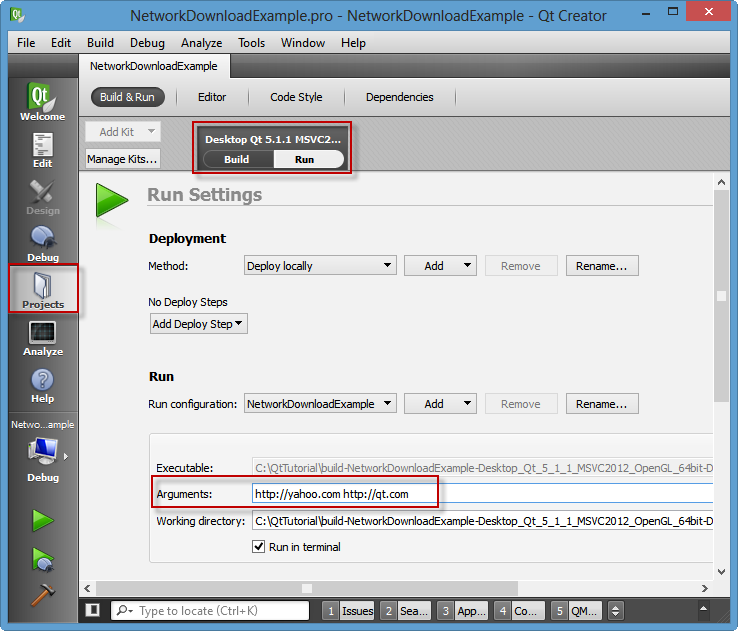 NetworkDownloadExample.pro - NetworkDownloadExample - Qt Creator
File Edit Build Debug Analyze Tools Window Help
NetworkDownloadExample
Build & Run Editor Code Style Dependencies
Add Kit
Manage Kits...
Desktop Qt 5.1.1 MSVC2...
Build Run
Qt
Welcome
Edit
Design
Debug
Projects
Analyze
Help
Netwo...ample
Debug
Run Settings
Deployment
Method: Deploy locally Add Remove Rename...
No Deploy Steps
Add Deploy Step
Run
Run configuration: NetworkDownloadExample Add Remove Rename...
Executable: C:\QtTutorial\build-NetworkDownloadExample-Desktop_Qt_5_1_1_MSVC2012_OpenGL_64bit-D
Arguments: http://yahoo.com http://qt.com
Working directory: C:\QtTutorial\build-NetworkDownloadExample-Desktop_Qt_5_1_1_MSVC2012_OpenGL_64bit-D
Run in terminal
Type to locate (Ctrl+K) 1 Issues 2 Sea... 3 App... 4 Co... 5 QM...